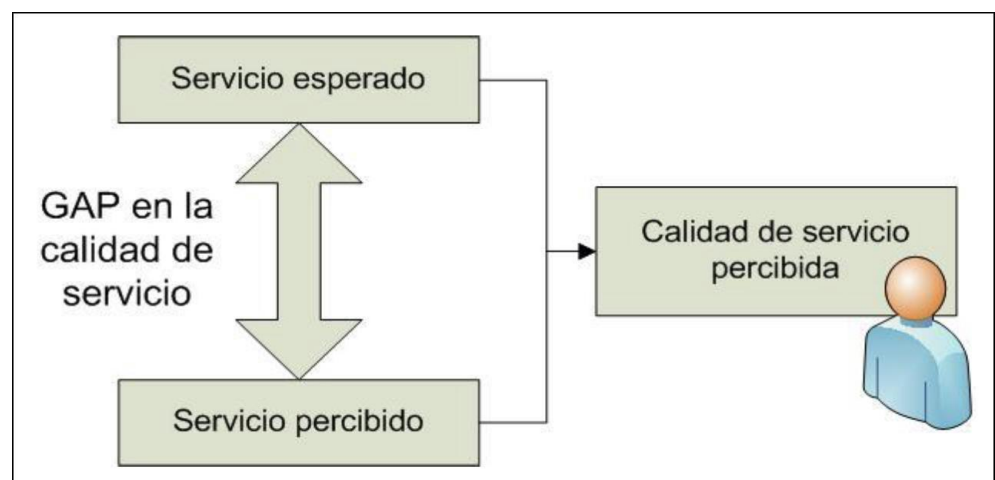 Servicio esperado
GAP en la
calidad de
servicio
Calidad de servicio
percibida
Servicio percibido